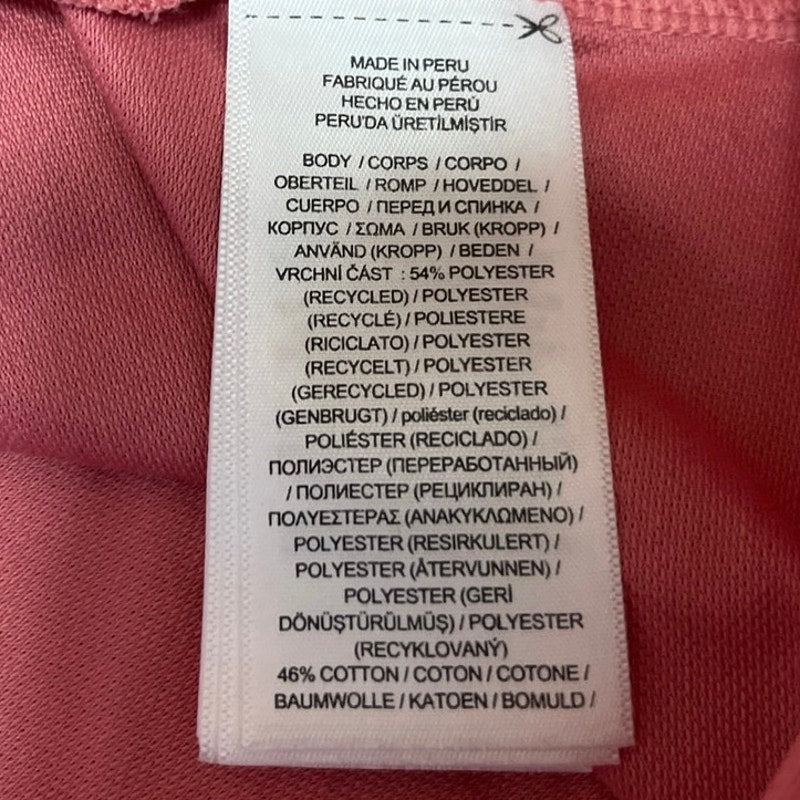 MADE IN PERU
FABRIQUÉ AU PÉROU
HECHO EN PERÚ
PERU'DA ÜRETİLMİŞTİR
BODY / CORPS / CORPO /
OBERTEIL / ROMP / HOVEDDEL /
CUERPO / ПЕРЕД И СПИНКА /
КОРПУС / ΣΩΜΑ / BRUK (KROPP) /
ANVÄND (KROPP) / BEDEN /
VRCHNÍ ČÁST : 54% POLYESTER
(RECYCLED) / POLYESTER
(RECYCLÉ) / POLIESTERE
(RICICLATO) / POLYESTER
(RECYCELT) / POLYESTER
(GERECYCLED) / POLYESTER
(GENBRUGT) / poliéster (reciclado) /
POLIÉSTER (RECICLADO) /
ПОЛИЭСТЕР (ПЕРЕРАБОТАННЫЙ)
/ ПОЛИЕСТЕР (РЕЦИКЛИРАН) /
ΠΟΛΥΕΣΤΕΡΑΣ (ΑΝΑΚΥΚΛΩΜΕΝΟ) /
POLYESTER (RESIRKULERT) /
POLYESTER (ÅTERVUNNEN) /
POLYESTER (GERİ
DÖNÜŞTÜRÜLMÜŞ) / POLYESTER
(RECYKLOVANÝ)
46% COTTON / COTON / COTONE /
BAUMWOLLE / KATOEN / BOMULD /